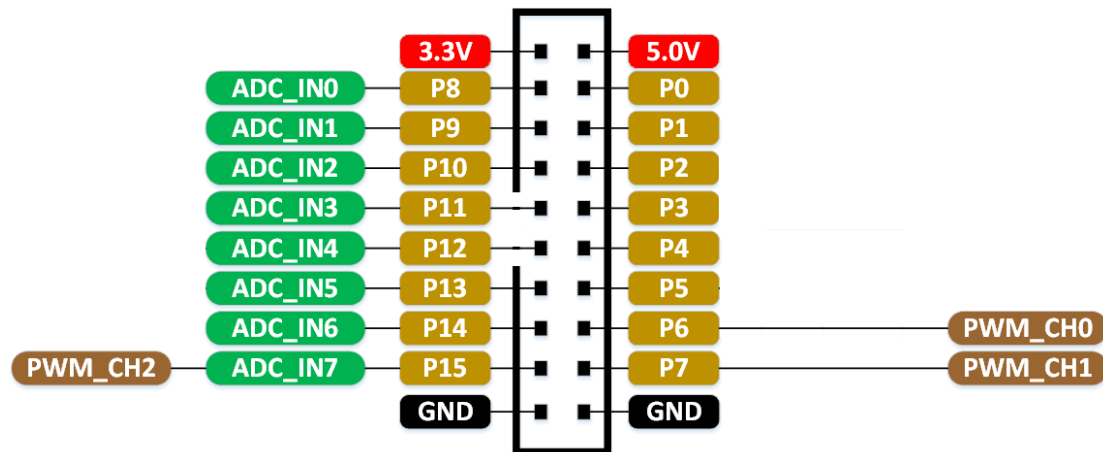 3.3V 5.0V
ADC_IN0 P8 P0
ADC_IN1 P9 P1
ADC_IN2 P10 P2
ADC_IN3 P11 P3
ADC_IN4 P12 P4
ADC_IN5 P13 P5
ADC_IN6 P14 P6 PWM_CH0
PWM_CH2 ADC_IN7 P15 P7 PWM_CH1
GND GND